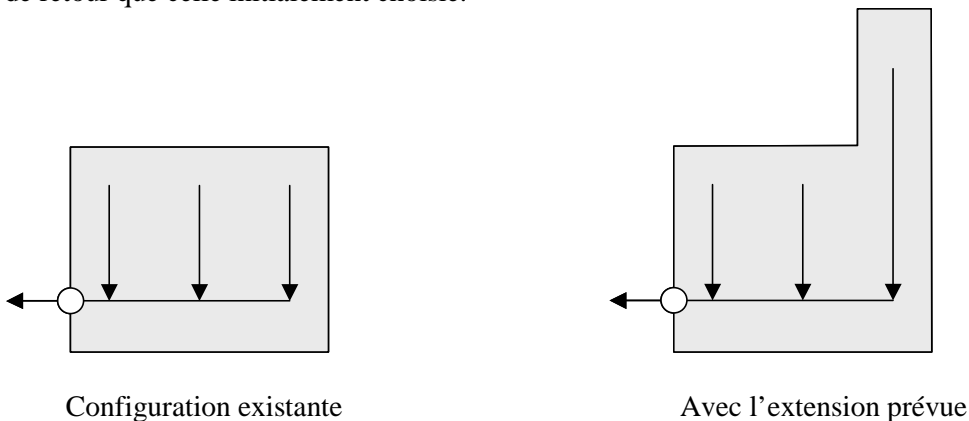 de retour que celle initialement choisie.
Configuration existante
Avec l'extension prévue